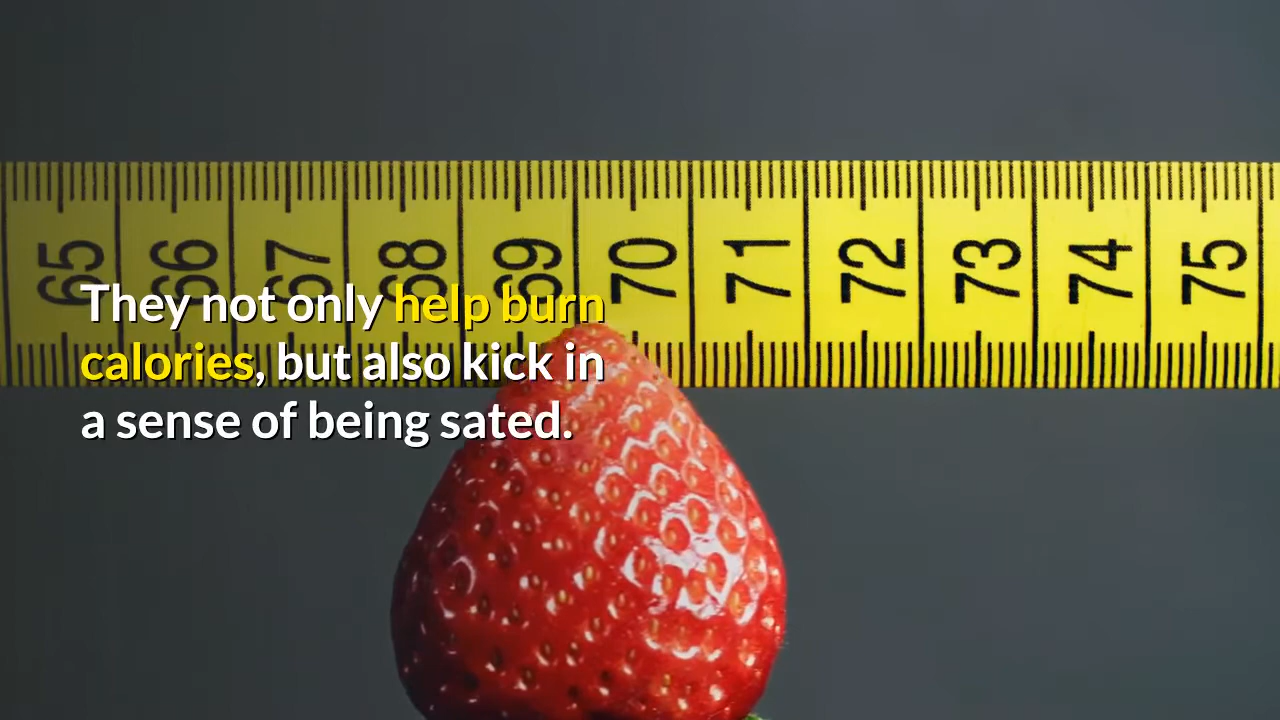 65 66 67 68 69 70 71 72 73 74 75
They not only help burn
calories, but also kick in
a sense of being sated.